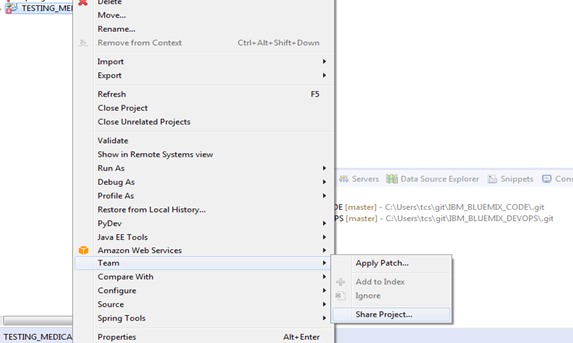 TESTING_MED
Delete
Move...
Rename...
Remove from Context Ctrl+Alt+Shift+Down
Import
Export
Refresh F5
Close Project
Close Unrelated Projects
Validate
Show in Remote Systems view
Run As
Debug As
Profile As
Restore from Local History...
PyDev
Java EE Tools
Amazon Web Services
Team
Compare With
Configure
Source
Spring Tools
Properties Alt+Enter
Servers Data Source Explorer Snippets Cons
DE [master] - C:\Users\tcs\git\IBM_BLUEMIX_CODE\.git
PS [master] - C:\Users\tcs\git\IBM_BLUEMIX_DEVOPS\.git
Apply Patch...
Add to Index
Ignore
Share Project...
TESTING_MEDICA